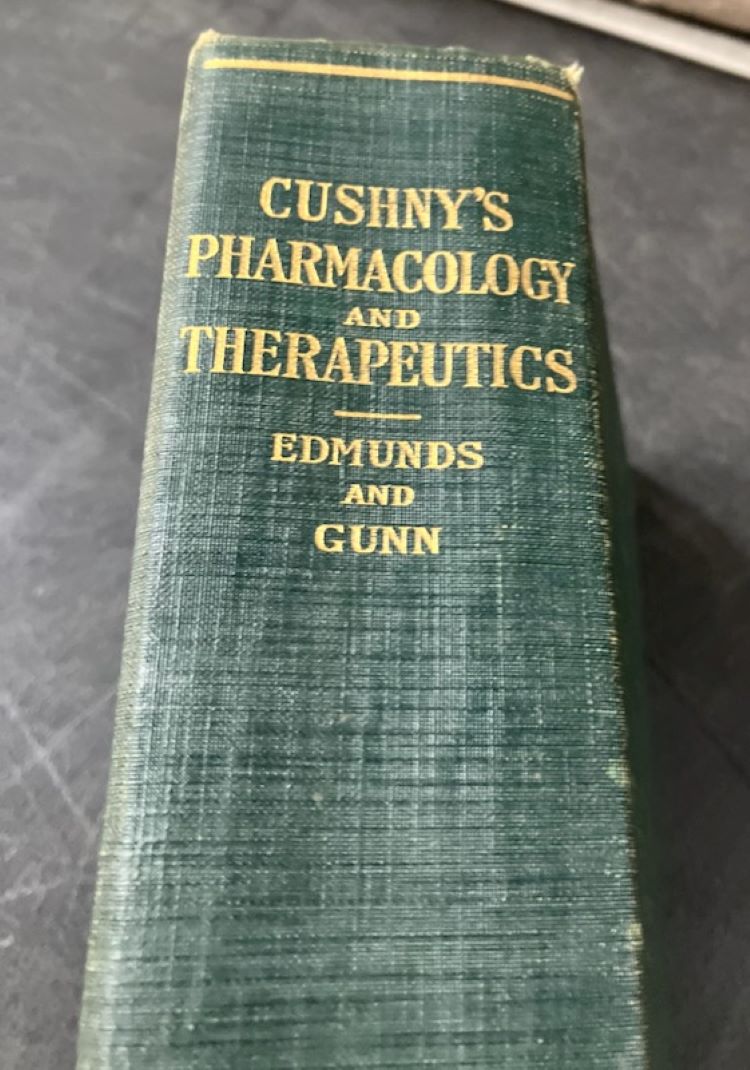 CUSHNY'S
PHARMACOLOGY
AND
THERAPEUTICS
EDMUNDS
AND
GUNN